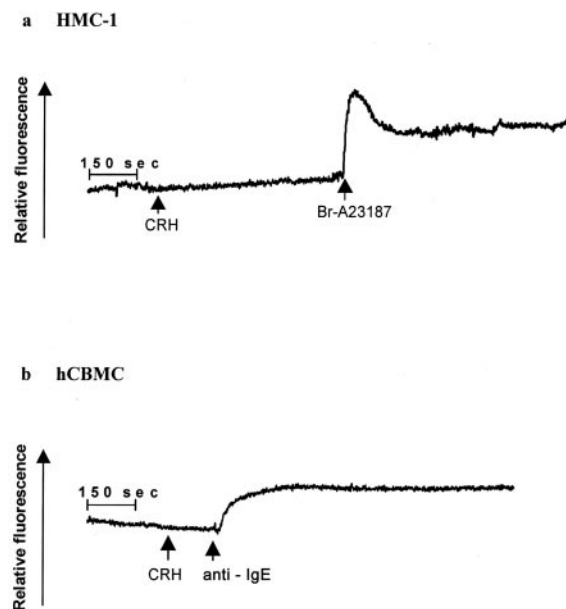 a HMC-1
Relative fluorescence
150 sec
CRH
Br-A23187
b hCBMC
Relative fluorescence
150 sec
CRH
anti - IgE